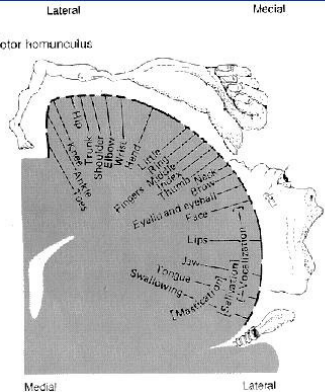 Lateral
Medial
otor homunculus
Toes
Ankle
Knee
Hip
Trunk
Shoulder
Elbow
Wrist
Hand
Little
Ring
Middle
Index
Thumb
Fingers
Neck
Brow
Eyelid and eyeball
Face
Lips
Jaw
Tongue
Swallowing
[Mastication]
[Salivation]
[—Vocalization—]
Medial
Lateral